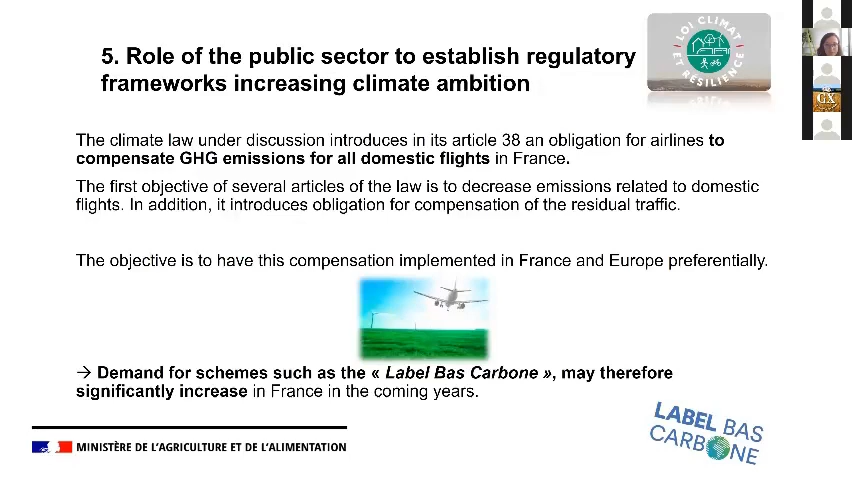 5. Role of the public sector to establish regulatory
frameworks increasing climate ambition
LOI CLIMAT
ET RESILIENCE
GX
The climate law under discussion introduces in its article 38 an obligation for airlines to
compensate GHG emissions for all domestic flights in France.
The first objective of several articles of the law is to decrease emissions related to domestic
flights. In addition, it introduces obligation for compensation of the residual traffic.
The objective is to have this compensation implemented in France and Europe preferentially.
→ Demand for schemes such as the « Label Bas Carbone », may therefore
significantly increase in France in the coming years.
MINISTÈRE DE L'AGRICULTURE ET DE L'ALIMENTATION
LABEL BAS
CARBONE